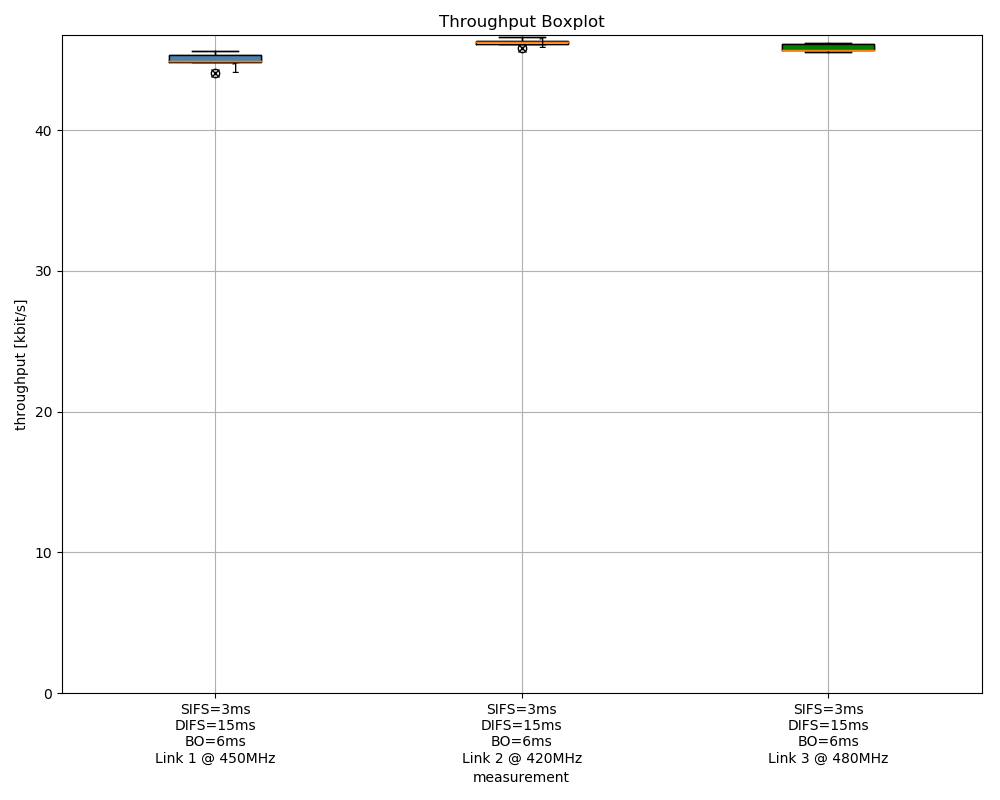 Throughput Boxplot
throughput [kbit/s]
40
30
20
10
0
1
1
SIFS=3ms
DIFS=15ms
BO=6ms
Link 1 @ 450MHz
SIFS=3ms
DIFS=15ms
BO=6ms
Link 2 @ 420MHz
SIFS=3ms
DIFS=15ms
BO=6ms
Link 3 @ 480MHz
measurement